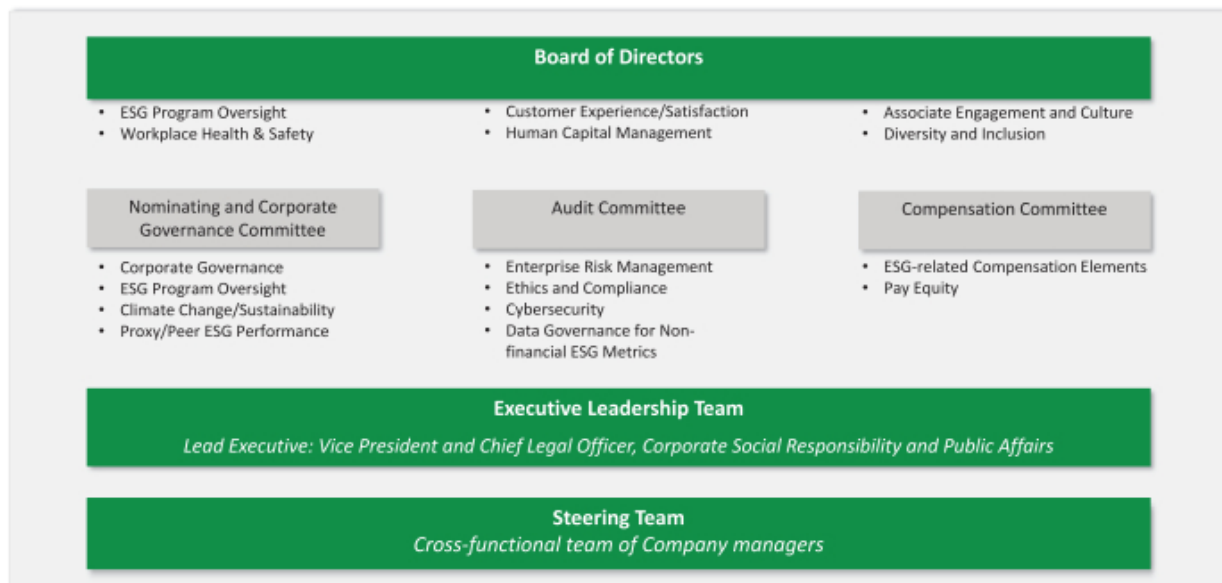 Board of Directors
• ESG Program Oversight
• Workplace Health & Safety
• Customer Experience/Satisfaction
• Human Capital Management
• Associate Engagement and Culture
• Diversity and Inclusion
Nominating and Corporate
Governance Committee
• Corporate Governance
• ESG Program Oversight
• Climate Change/Sustainability
• Proxy/Peer ESG Performance
Audit Committee
• Enterprise Risk Management
• Ethics and Compliance
• Cybersecurity
• Data Governance for Non-
financial ESG Metrics
Compensation Committee
• ESG-related Compensation Elements
• Pay Equity
Executive Leadership Team
Lead Executive: Vice President and Chief Legal Officer, Corporate Social Responsibility and Public Affairs
Steering Team
Cross-functional team of Company managers